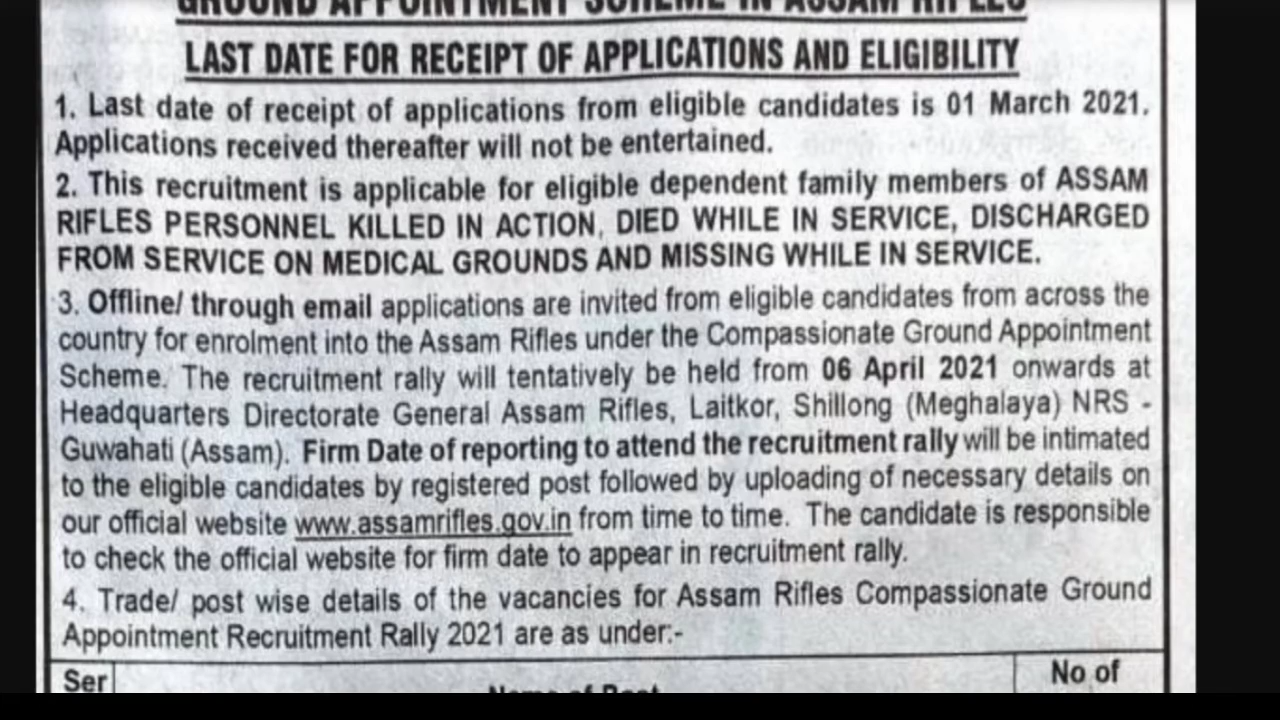 GROUND APPOINTMENT SCHEME IN ASSAM RIFLES
LAST DATE FOR RECEIPT OF APPLICATIONS AND ELIGIBILITY
1. Last date of receipt of applications from eligible candidates is 01 March 2021.
Applications received thereafter will not be entertained.
2. This recruitment is applicable for eligible dependent family members of ASSAM
RIFLES PERSONNEL KILLED IN ACTION, DIED WHILE IN SERVICE, DISCHARGED
FROM SERVICE ON MEDICAL GROUNDS AND MISSING WHILE IN SERVICE.
3. Offline/ through email applications are invited from eligible candidates from across the
country for enrolment into the Assam Rifles under the Compassionate Ground Appointment
Scheme. The recruitment rally will tentatively be held from 06 April 2021 onwards at
Headquarters Directorate General Assam Rifles, Laitkor, Shillong (Meghalaya) NRS -
Guwahati (Assam). Firm Date of reporting to attend the recruitment rally will be intimated
to the eligible candidates by registered post followed by uploading of necessary details on
our official website www.assamrifles.gov.in from time to time. The candidate is responsible
to check the official website for firm date to appear in recruitment rally.
4. Trade/ post wise details of the vacancies for Assam Rifles Compassionate Ground
Appointment Recruitment Rally 2021 are as under:-
Ser Name of Post No of